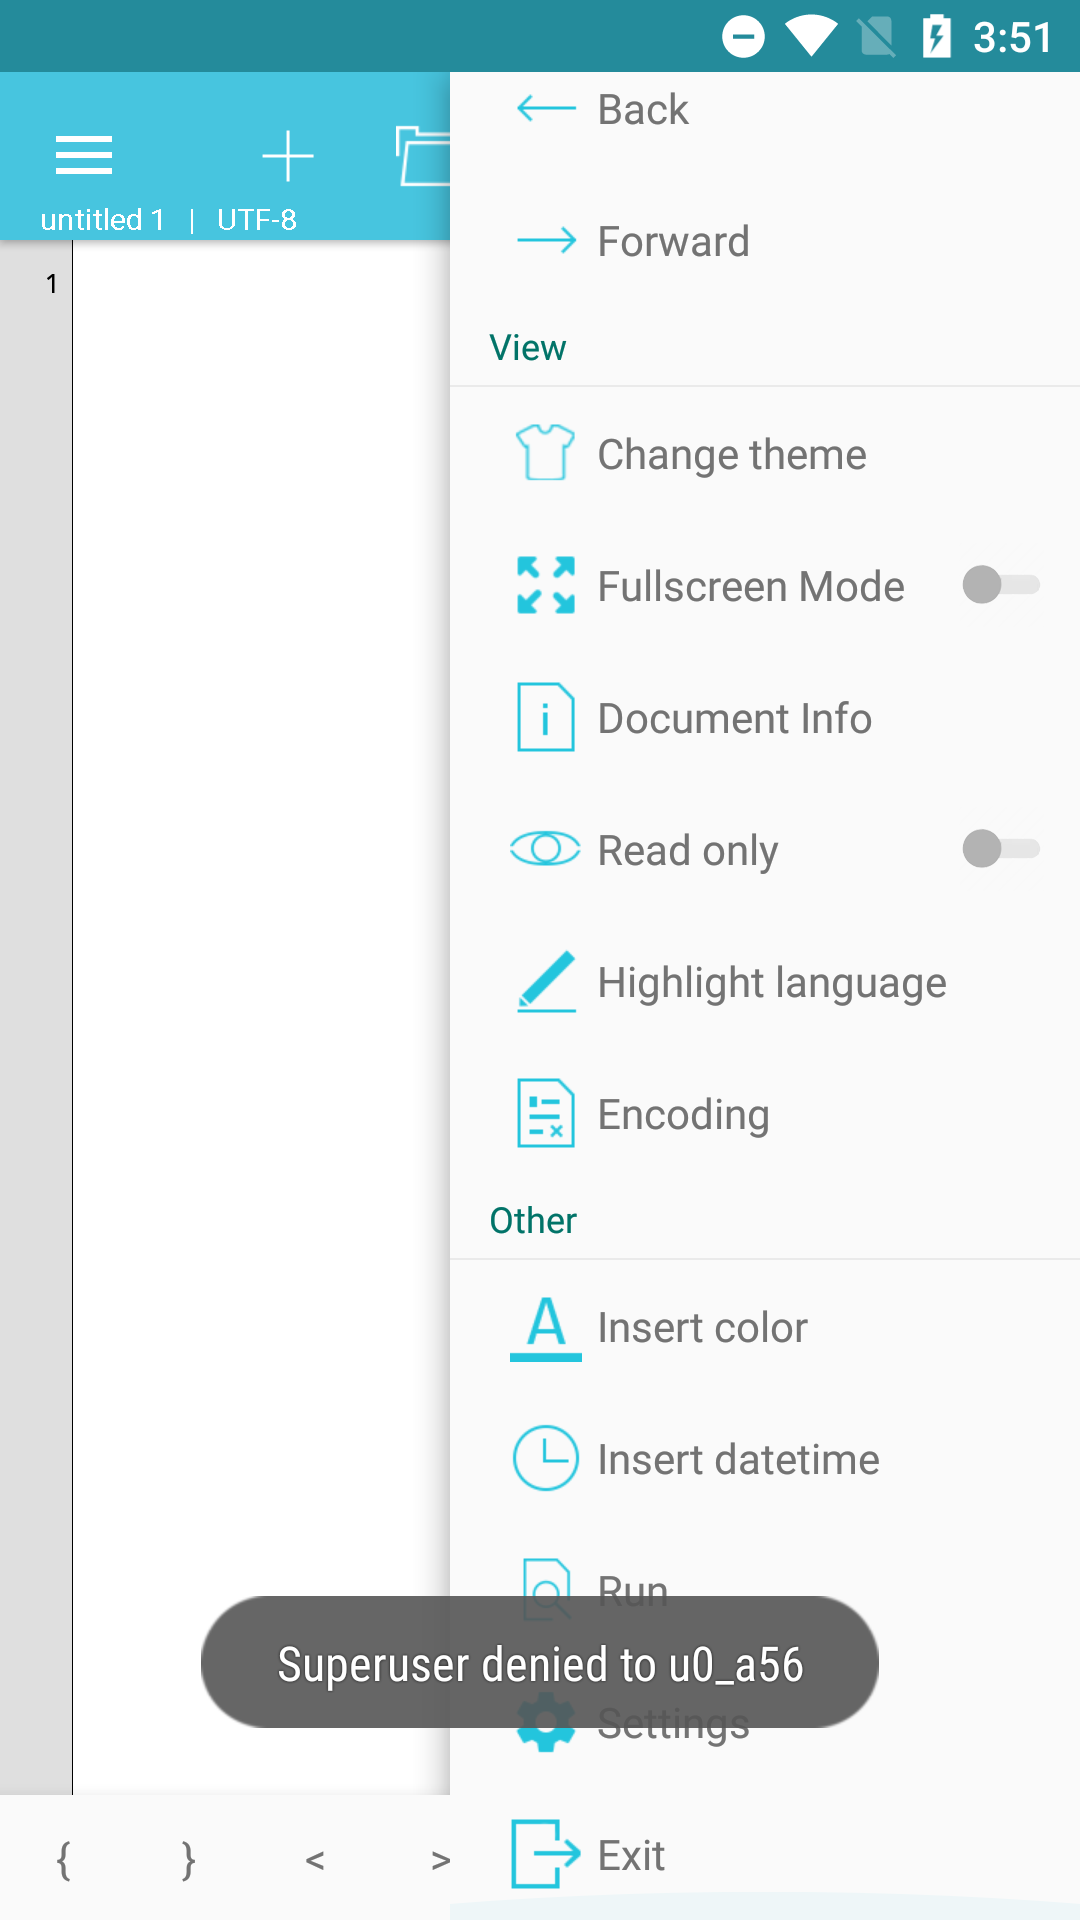 3:51
untitled 1 | UTF-8
1
Back
Forward
View
Change theme
Fullscreen Mode
Document Info
Read only
Highlight language
Encoding
Other
A Insert color
Insert datetime
Run
Superuser denied to u0_a56
Settings
Exit
{ } < >